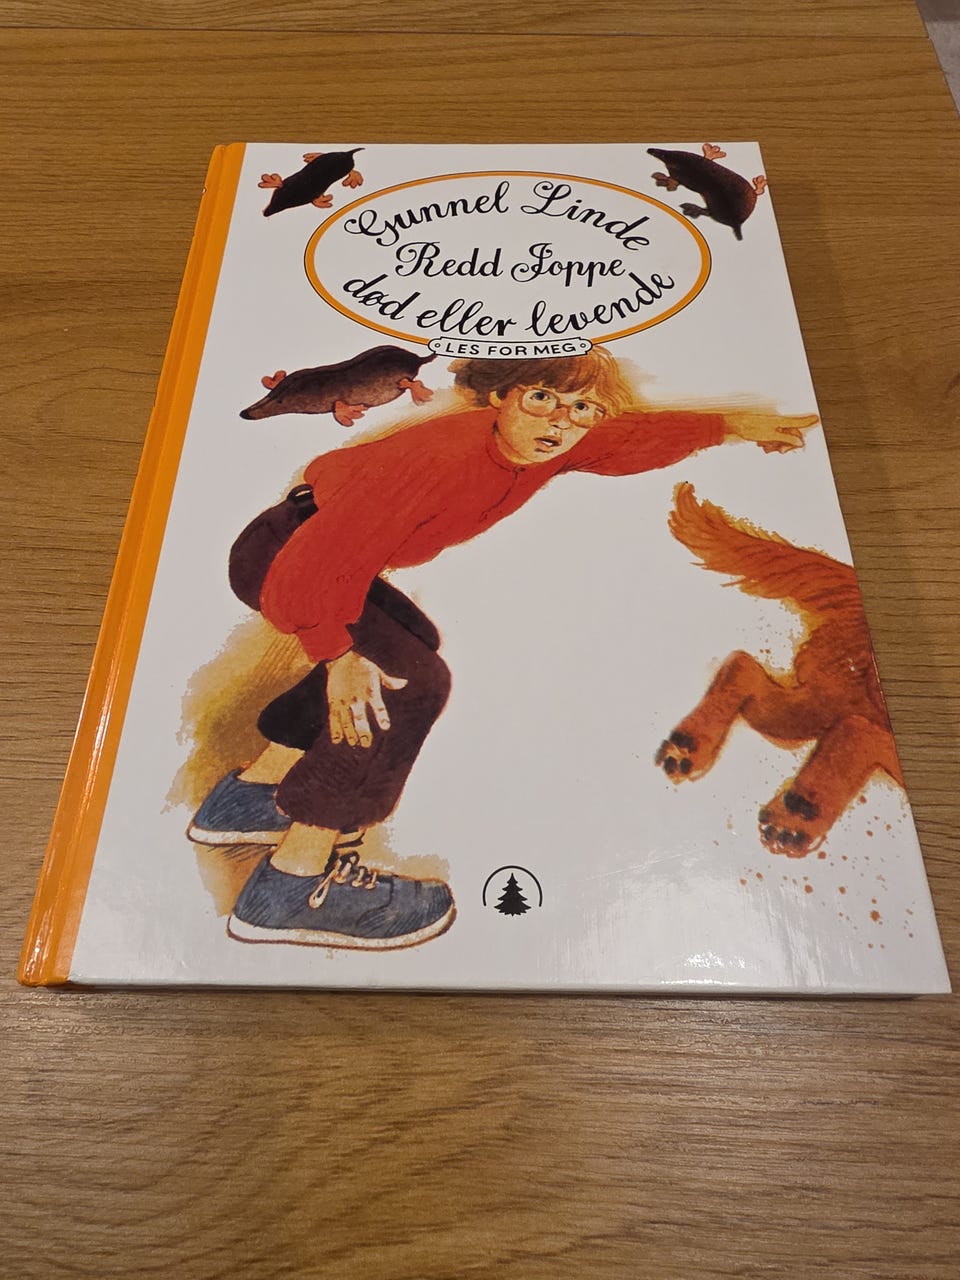 Gunnel Linde
Redd Joppe
død eller levende
LES FOR MEG